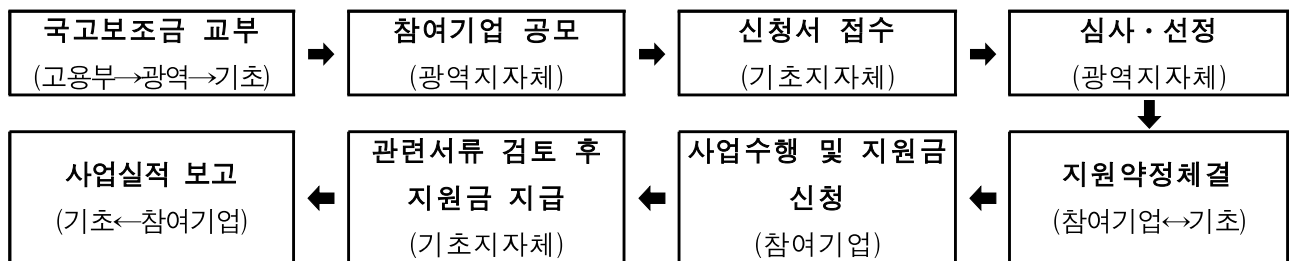 국고보조금 교부
(고용부→광역→기초)
참여기업 공모
(광역지자체)
신청서 접수
(기초지자체)
심사・선정
(광역지자체)
지원약정체결
(참여기업↔기초)
사업수행 및 지원금
신청
(참여기업)
관련서류 검토 후
지원금 지급
(기초지자체)
사업실적 보고
(기초←참여기업)